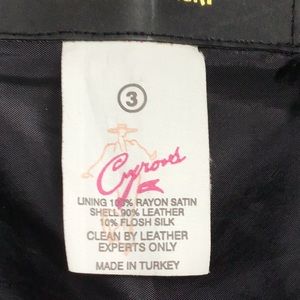 3
LINING 100% RAYON SATIN
SHELL 90% LEATHER
10% FLOSH SILK
CLEAN BY LEATHER
EXPERTS ONLY
MADE IN TURKEY